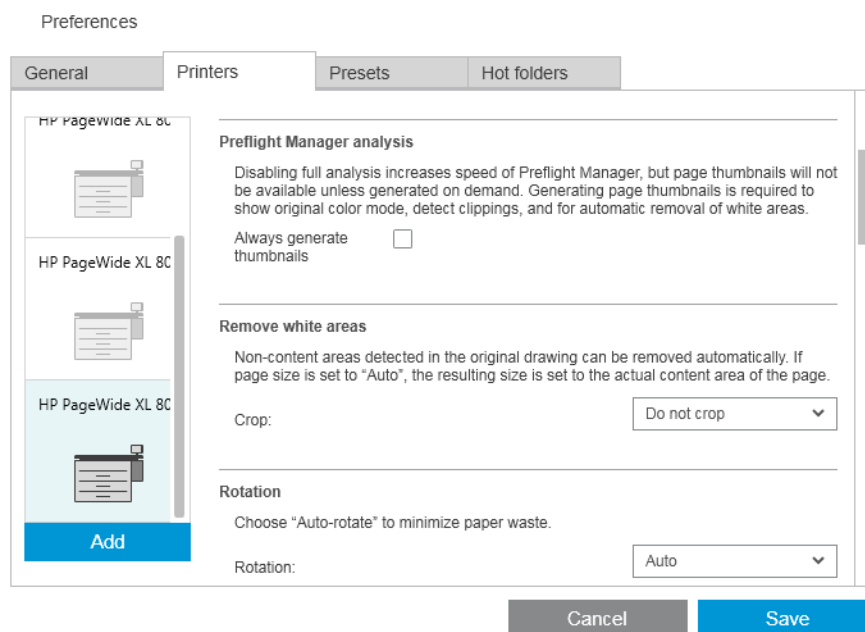 Preferences
General
Printers
Presets
Hot folders
HP PageWide XL 80
HP PageWide XL 80
HP PageWide XL 80
Add
Preflight Manager analysis
Disabling full analysis increases speed of Preflight Manager, but page thumbnails will not
be available unless generated on demand. Generating page thumbnails is required to
show original color mode, detect clippings, and for automatic removal of white areas.
Always generate
thumbnails
Remove white areas
Non-content areas detected in the original drawing can be removed automatically. If
page size is set to “Auto”, the resulting size is set to the actual content area of the page.
Crop:
Do not crop
Rotation
Choose “Auto-rotate” to minimize paper waste.
Rotation:
Auto
Cancel
Save